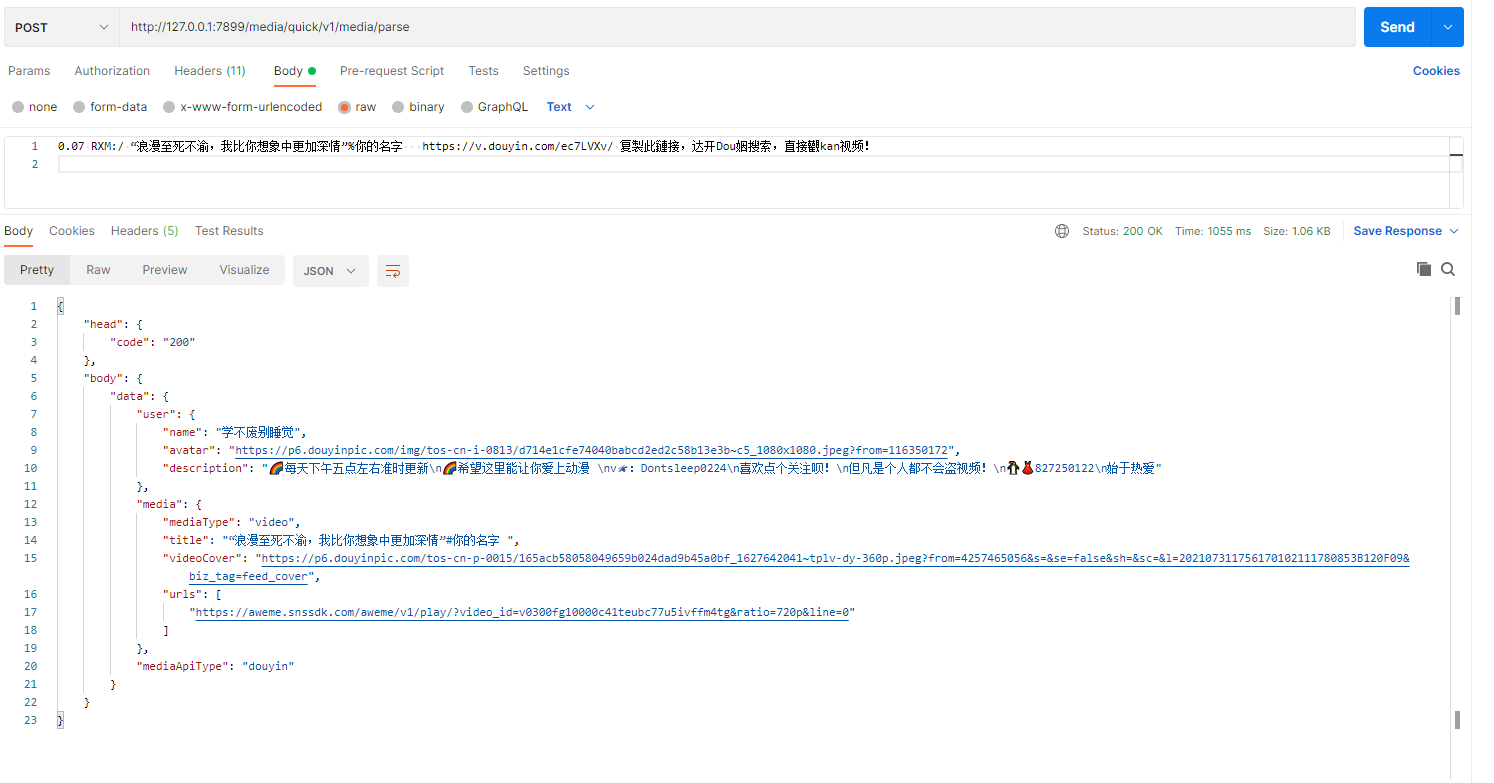 POST http://127.0.0.1:7899/media/quick/v1/media/parse Send
Params Authorization Headers (11) Body Pre-request Script Tests Settings Cookies
none form-data x-www-form-urlencoded raw binary GraphQL Text
1 0.07 RXM:/ “浪漫至死不渝，我比你想象中更加深情”%你的名字   https://v.douyin.com/ec7LVXv/ 复製此鏈接，达开Dou姻搜索，直接觀kan视频！
2
Body Cookies Headers (5) Test Results Status: 200 OK Time: 1055 ms Size: 1.06 KB Save Response
Pretty Raw Preview Visualize JSON
1 {
2 "head": {
3 "code": "200"
4 },
5 "body": {
6 "data": {
7 "user": {
8 "name": "学不废别睡觉",
9 "avatar": "https://p6.douyinpic.com/img/tos-cn-i-0813/d714e1cfe74040babcd2ed2c58b13e3b~c5_1080x1080.jpeg?from=116350172",
10 "description": "🌈每天下午五点左右准时更新\n🌈希望这里能让你爱上动漫 \nv🛩: Dontsleep0224\n喜欢点个关注呗！\n但凡是个人都不会盗视频！\n🐧👗827250122\n始于热爱"
11 },
12 "media": {
13 "mediaType": "video",
14 "title": "“浪漫至死不渝，我比你想象中更加深情”#你的名字 ",
15 "videoCover": "https://p6.douyinpic.com/tos-cn-p-0015/165acb58058049659b024dad9b45a0bf_1627642041~tplv-dy-360p.jpeg?from=4257465056&s=&se=false&sh=&sc=&l=202107311756170102111780853B120F09&
biz_tag=feed_cover",
16 "urls": [
17 "https://aweme.snssdk.com/aweme/v1/play/?video_id=v0300fg10000c41teubc77u5ivffm4tg&ratio=720p&line=0"
18 ]
19 },
20 "mediaApiType": "douyin"
21 }
22 }
23 }